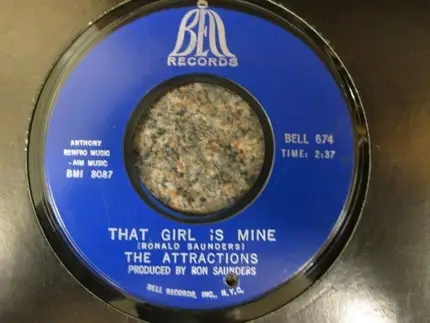 BELL
RECORDS
ANTHONY
RENFRO MUSIC
-AIM MUSIC
BMI 8087
BELL 674
TIME: 2:37
THAT GIRL iS MINE
(RONALD SAUNDERS)
THE ATTRACTIONS
PRODUCED BY RON SAUNDERS
BELL RECORDS, INC., N.Y.C.